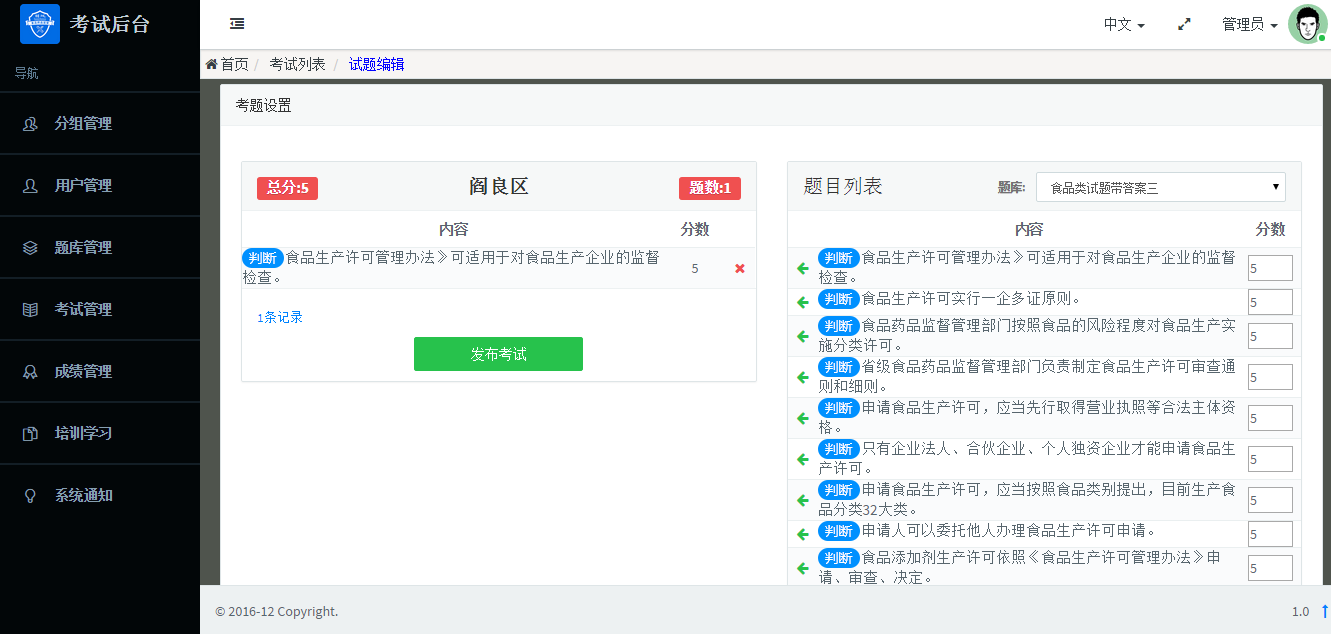 考试后台
中文
管理员
导航
首页 / 考试列表 / 试题编辑
分组管理
用户管理
题库管理
考试管理
成绩管理
培训学习
系统通知
考题设置
总分:5
阎良区
题数:1
内容
分数
判断 食品生产许可管理办法》可适用于对食品生产企业的监督
检查。
5
1条记录
发布考试
题目列表
题库:
食品类试题带答案三
内容
分数
判断 食品生产许可管理办法》可适用于对食品生产企业的监督
检查。
5
判断 食品生产许可实行一企多证原则。
5
判断 食品药品监督管理部门按照食品的风险程度对食品生产实
施分类许可。
5
判断 省级食品药品监督管理部门负责制定食品生产许可审查通
则和细则。
5
判断 申请食品生产许可，应当先行取得营业执照等合法主体资
格。
5
判断 只有企业法人、合伙企业、个人独资企业才能申请食品生
产许可。
5
判断 申请食品生产许可，应当按照食品类别提出，目前生产食
品分类32大类。
5
判断 申请人可以委托他人办理食品生产许可申请。
5
判断 食品添加剂生产许可依照《食品生产许可管理办法》申
请、审查、决定。
5
© 2016-12 Copyright.
1.0